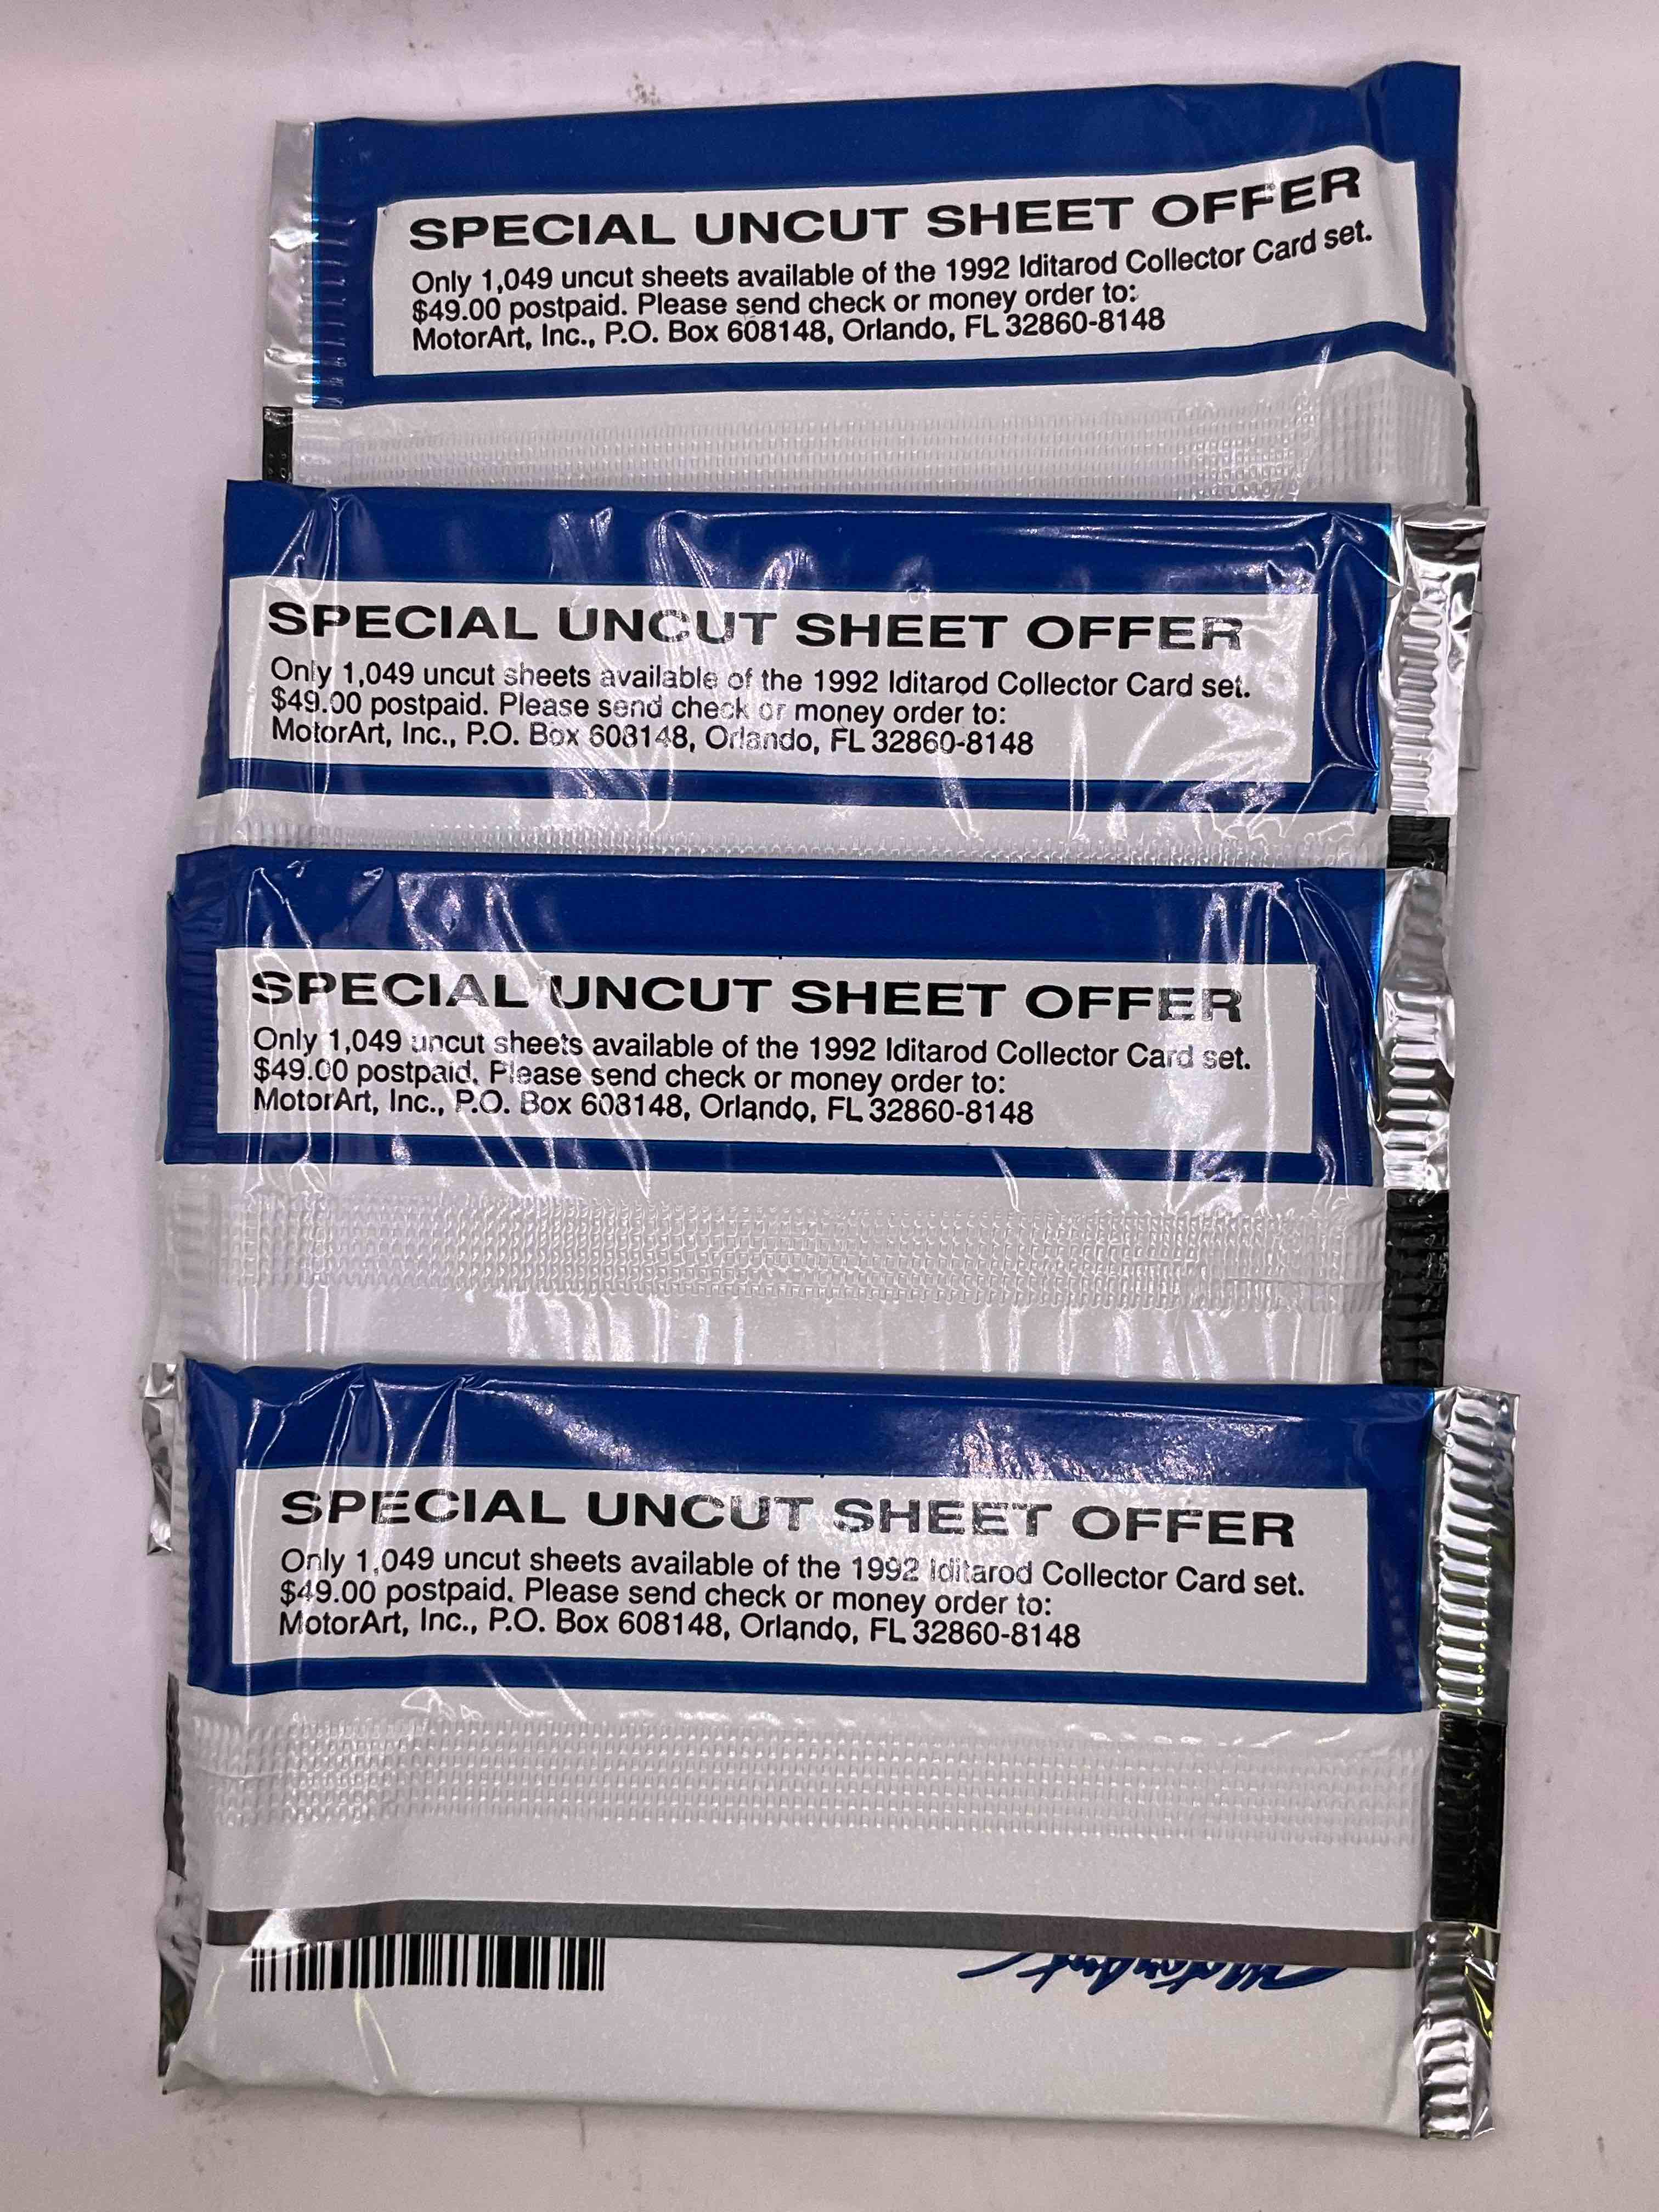 SPECIAL UNCUT SHEET OFFER
Only 1,049 uncut sheets available of the 1992 Iditarod Collector Card set.
$49.00 postpaid. Please send check or money order to:
MotorArt, Inc., P.O. Box 608148, Orlando, FL 32860-8148
SPECIAL UNCUT SHEET OFFER
Only 1,049 uncut sheets available of the 1992 Iditarod Collector Card set.
$49.00 postpaid. Please send check or money order to:
MotorArt, Inc., P.O. Box 608148, Orlando, FL 32860-8148
SPECIAL UNCUT SHEET OFFER
Only 1,049 uncut sheets available of the 1992 Iditarod Collector Card set.
$49.00 postpaid. Please send check or money order to:
MotorArt, Inc., P.O. Box 608148, Orlando, FL 32860-8148
SPECIAL UNCUT SHEET OFFER
Only 1,049 uncut sheets available of the 1992 Iditarod Collector Card set.
$49.00 postpaid. Please send check or money order to:
MotorArt, Inc., P.O. Box 608148, Orlando, FL 32860-8148
MotorArt